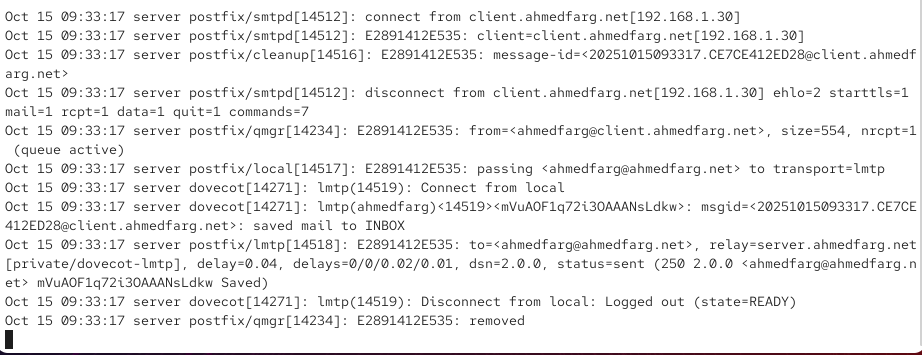 Oct 15 09:33:17 server postfix/smtpd[14512]: connect from client.ahmedfarg.net[192.168.1.30]
Oct 15 09:33:17 server postfix/smtpd[14512]: E2891412E535: client=client.ahmedfarg.net[192.168.1.30]
Oct 15 09:33:17 server postfix/cleanup[14516]: E2891412E535: message-id=<20251015093317.CE7CE412ED28@client.ahmedf
arg.net>
Oct 15 09:33:17 server postfix/smtpd[14512]: disconnect from client.ahmedfarg.net[192.168.1.30] ehlo=2 starttls=1
mail=1 rcpt=1 data=1 quit=1 commands=7
Oct 15 09:33:17 server postfix/qmgr[14234]: E2891412E535: from=<ahmedfarg@client.ahmedfarg.net>, size=554, nrcpt=1
 (queue active)
Oct 15 09:33:17 server postfix/local[14517]: E2891412E535: passing <ahmedfarg@ahmedfarg.net> to transport=lmtp
Oct 15 09:33:17 server dovecot[14271]: lmtp(14519): Connect from local
Oct 15 09:33:17 server dovecot[14271]: lmtp(ahmedfarg)<14519><mVuAOF1q72i3OAAANsLdkw>: msgid=<20251015093317.CE7CE
412ED28@client.ahmedfarg.net>: saved mail to INBOX
Oct 15 09:33:17 server postfix/lmtp[14518]: E2891412E535: to=<ahmedfarg@ahmedfarg.net>, relay=server.ahmedfarg.net
[private/dovecot-lmtp], delay=0.04, delays=0/0/0.02/0.01, dsn=2.0.0, status=sent (250 2.0.0 <ahmedfarg@ahmedfarg.n
et> mVuAOF1q72i3OAAANsLdkw Saved)
Oct 15 09:33:17 server dovecot[14271]: lmtp(14519): Disconnect from local: Logged out (state=READY)
Oct 15 09:33:17 server postfix/qmgr[14234]: E2891412E535: removed